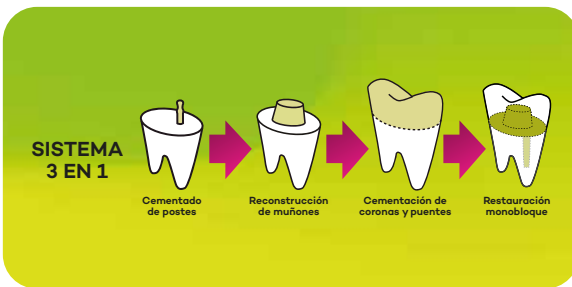 SISTEMA
3 EN 1
Cementado
de postes
Reconstrucción
de muñones
Cementación de
coronas y puentes
Restauración
monobloque